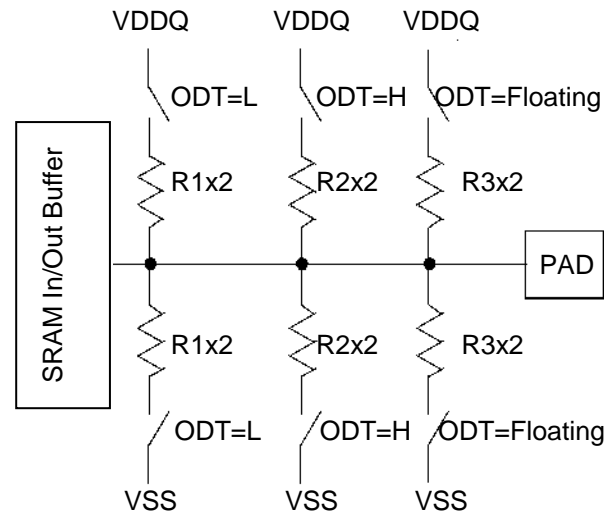 VDDQ VDDQ VDDQ
ODT=L ODT=H ODT=Floating
R1x2 R2x2 R3x2
SRAM In/Out Buffer
PAD
R1x2 R2x2 R3x2
ODT=L ODT=H ODT=Floating
VSS VSS VSS